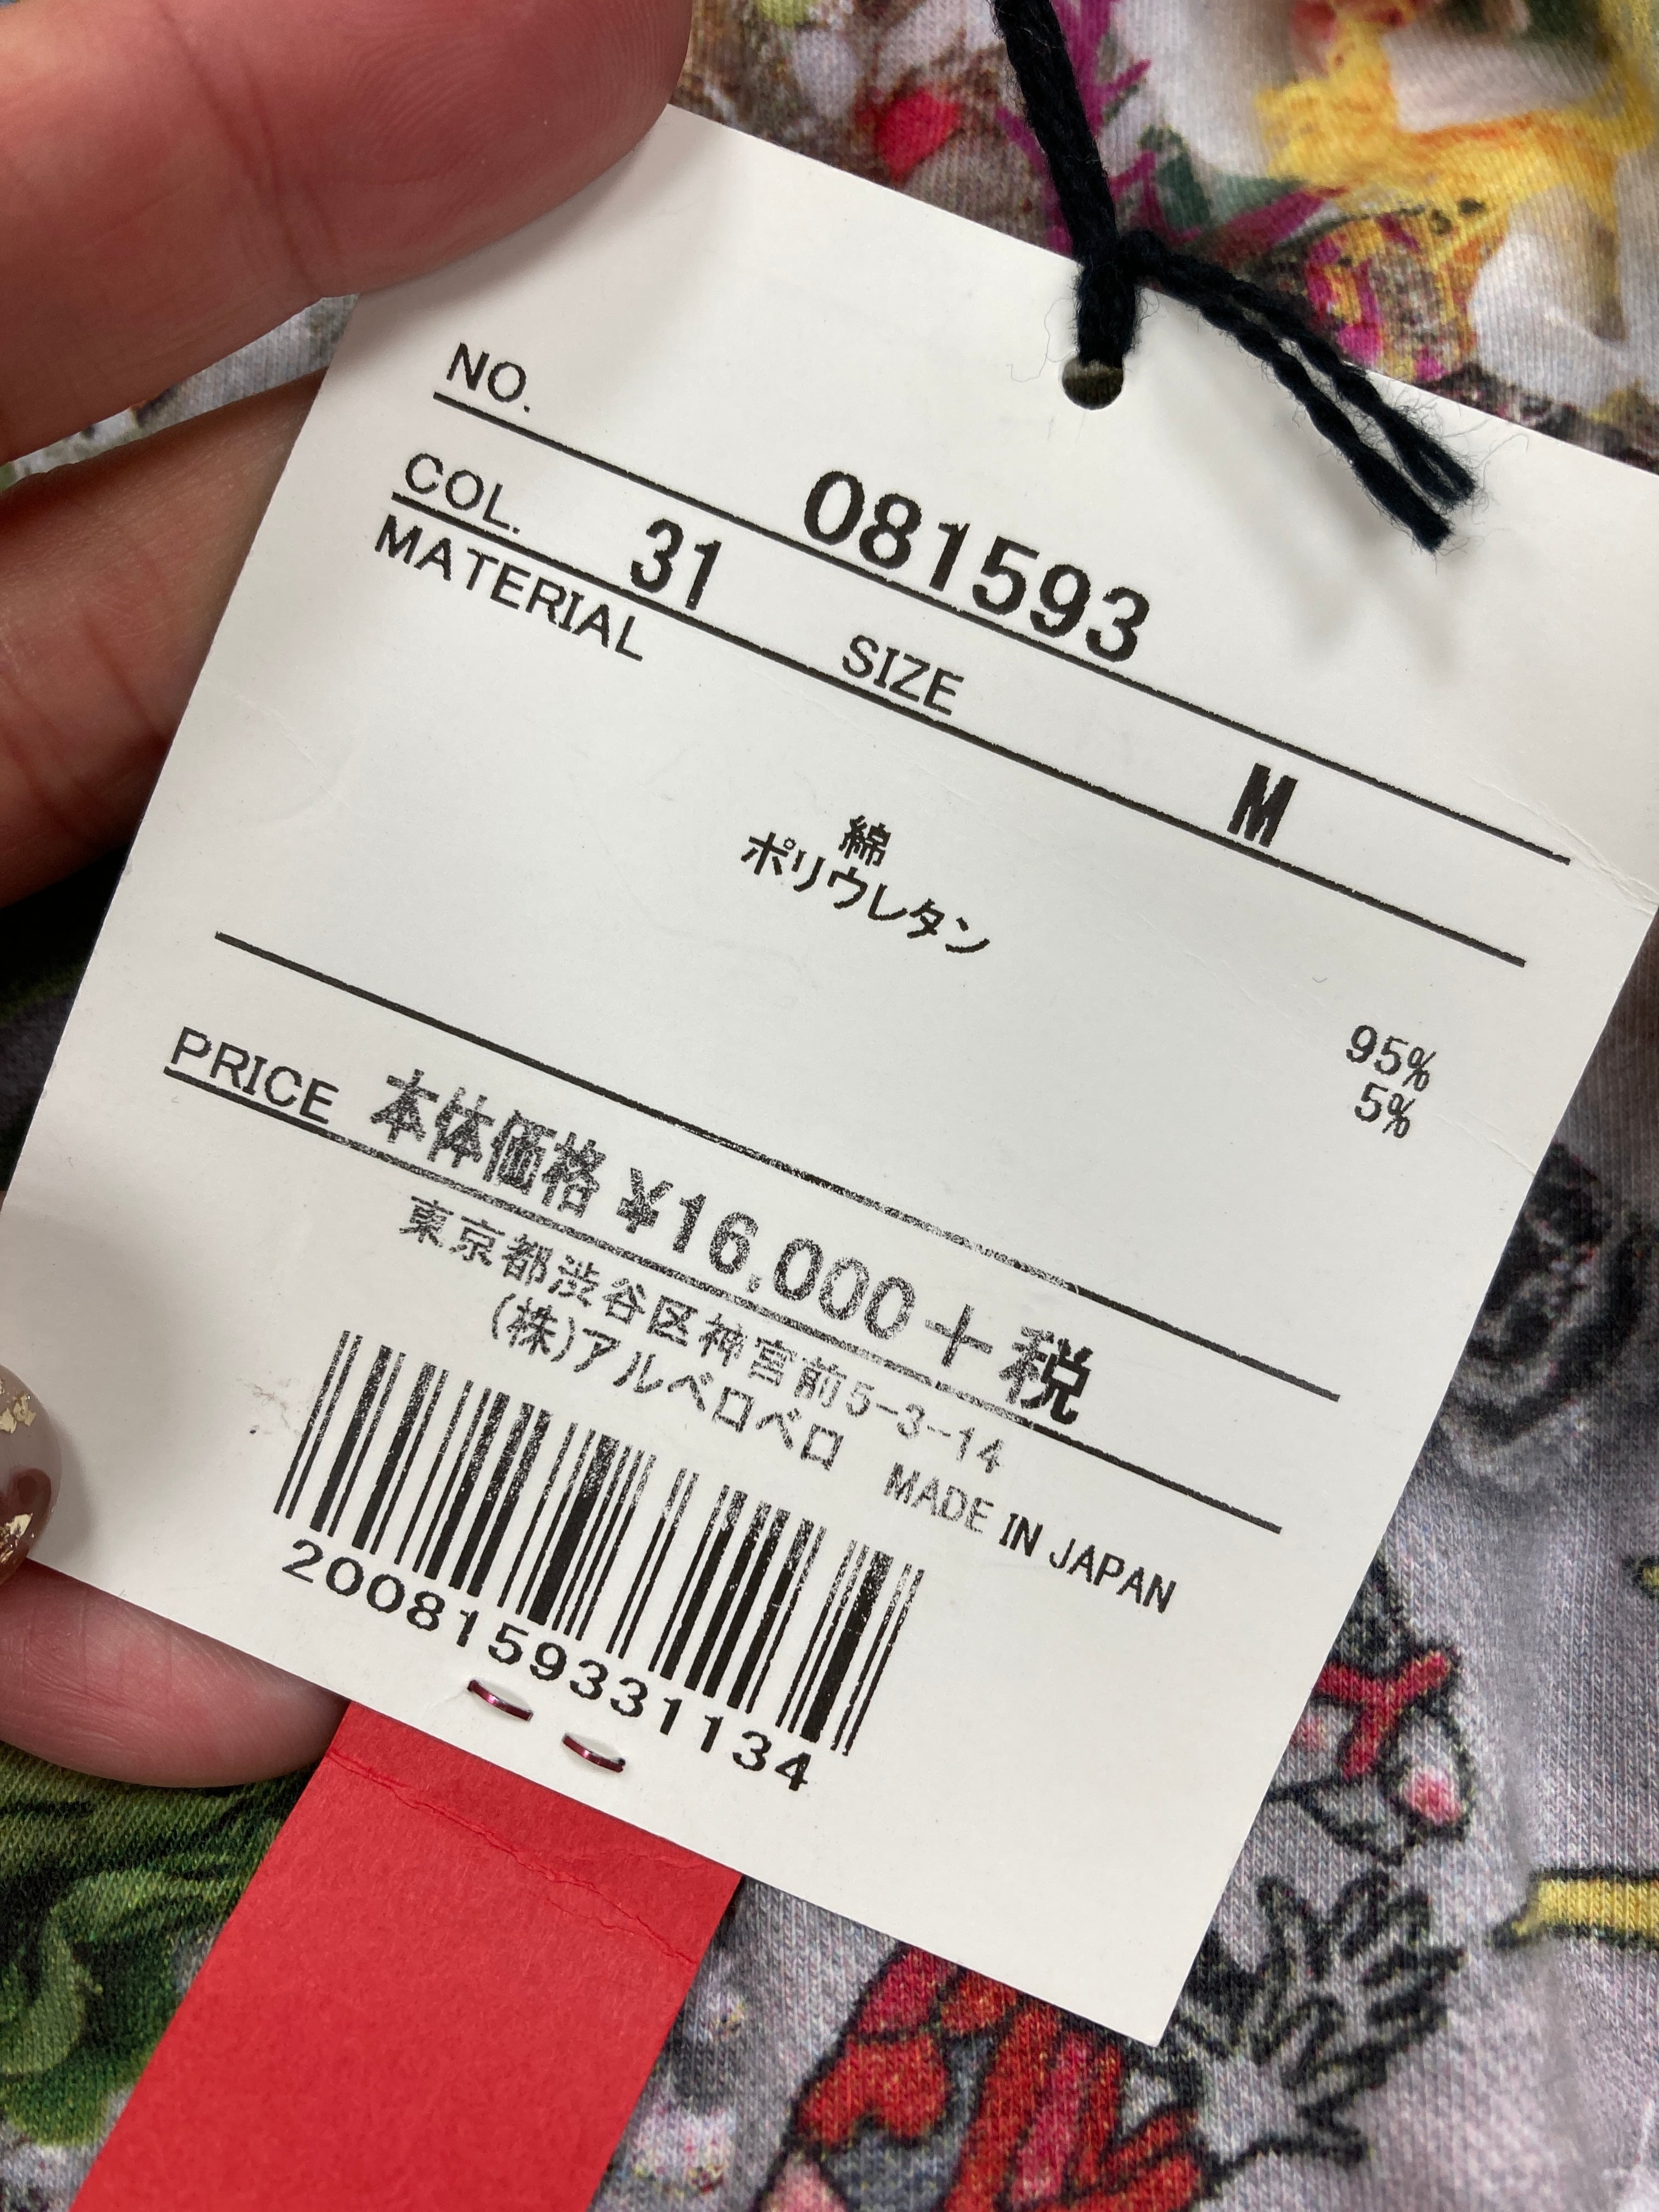 NO. 081593
COL. 31 SIZE M
MATERIAL
綿 95%
ポリウレタン 5%
PRICE 本体価格 ¥16,000+税
東京都渋谷区神宮前5-3-14
(株)アルベロベロ MADE IN JAPAN
2008159331134